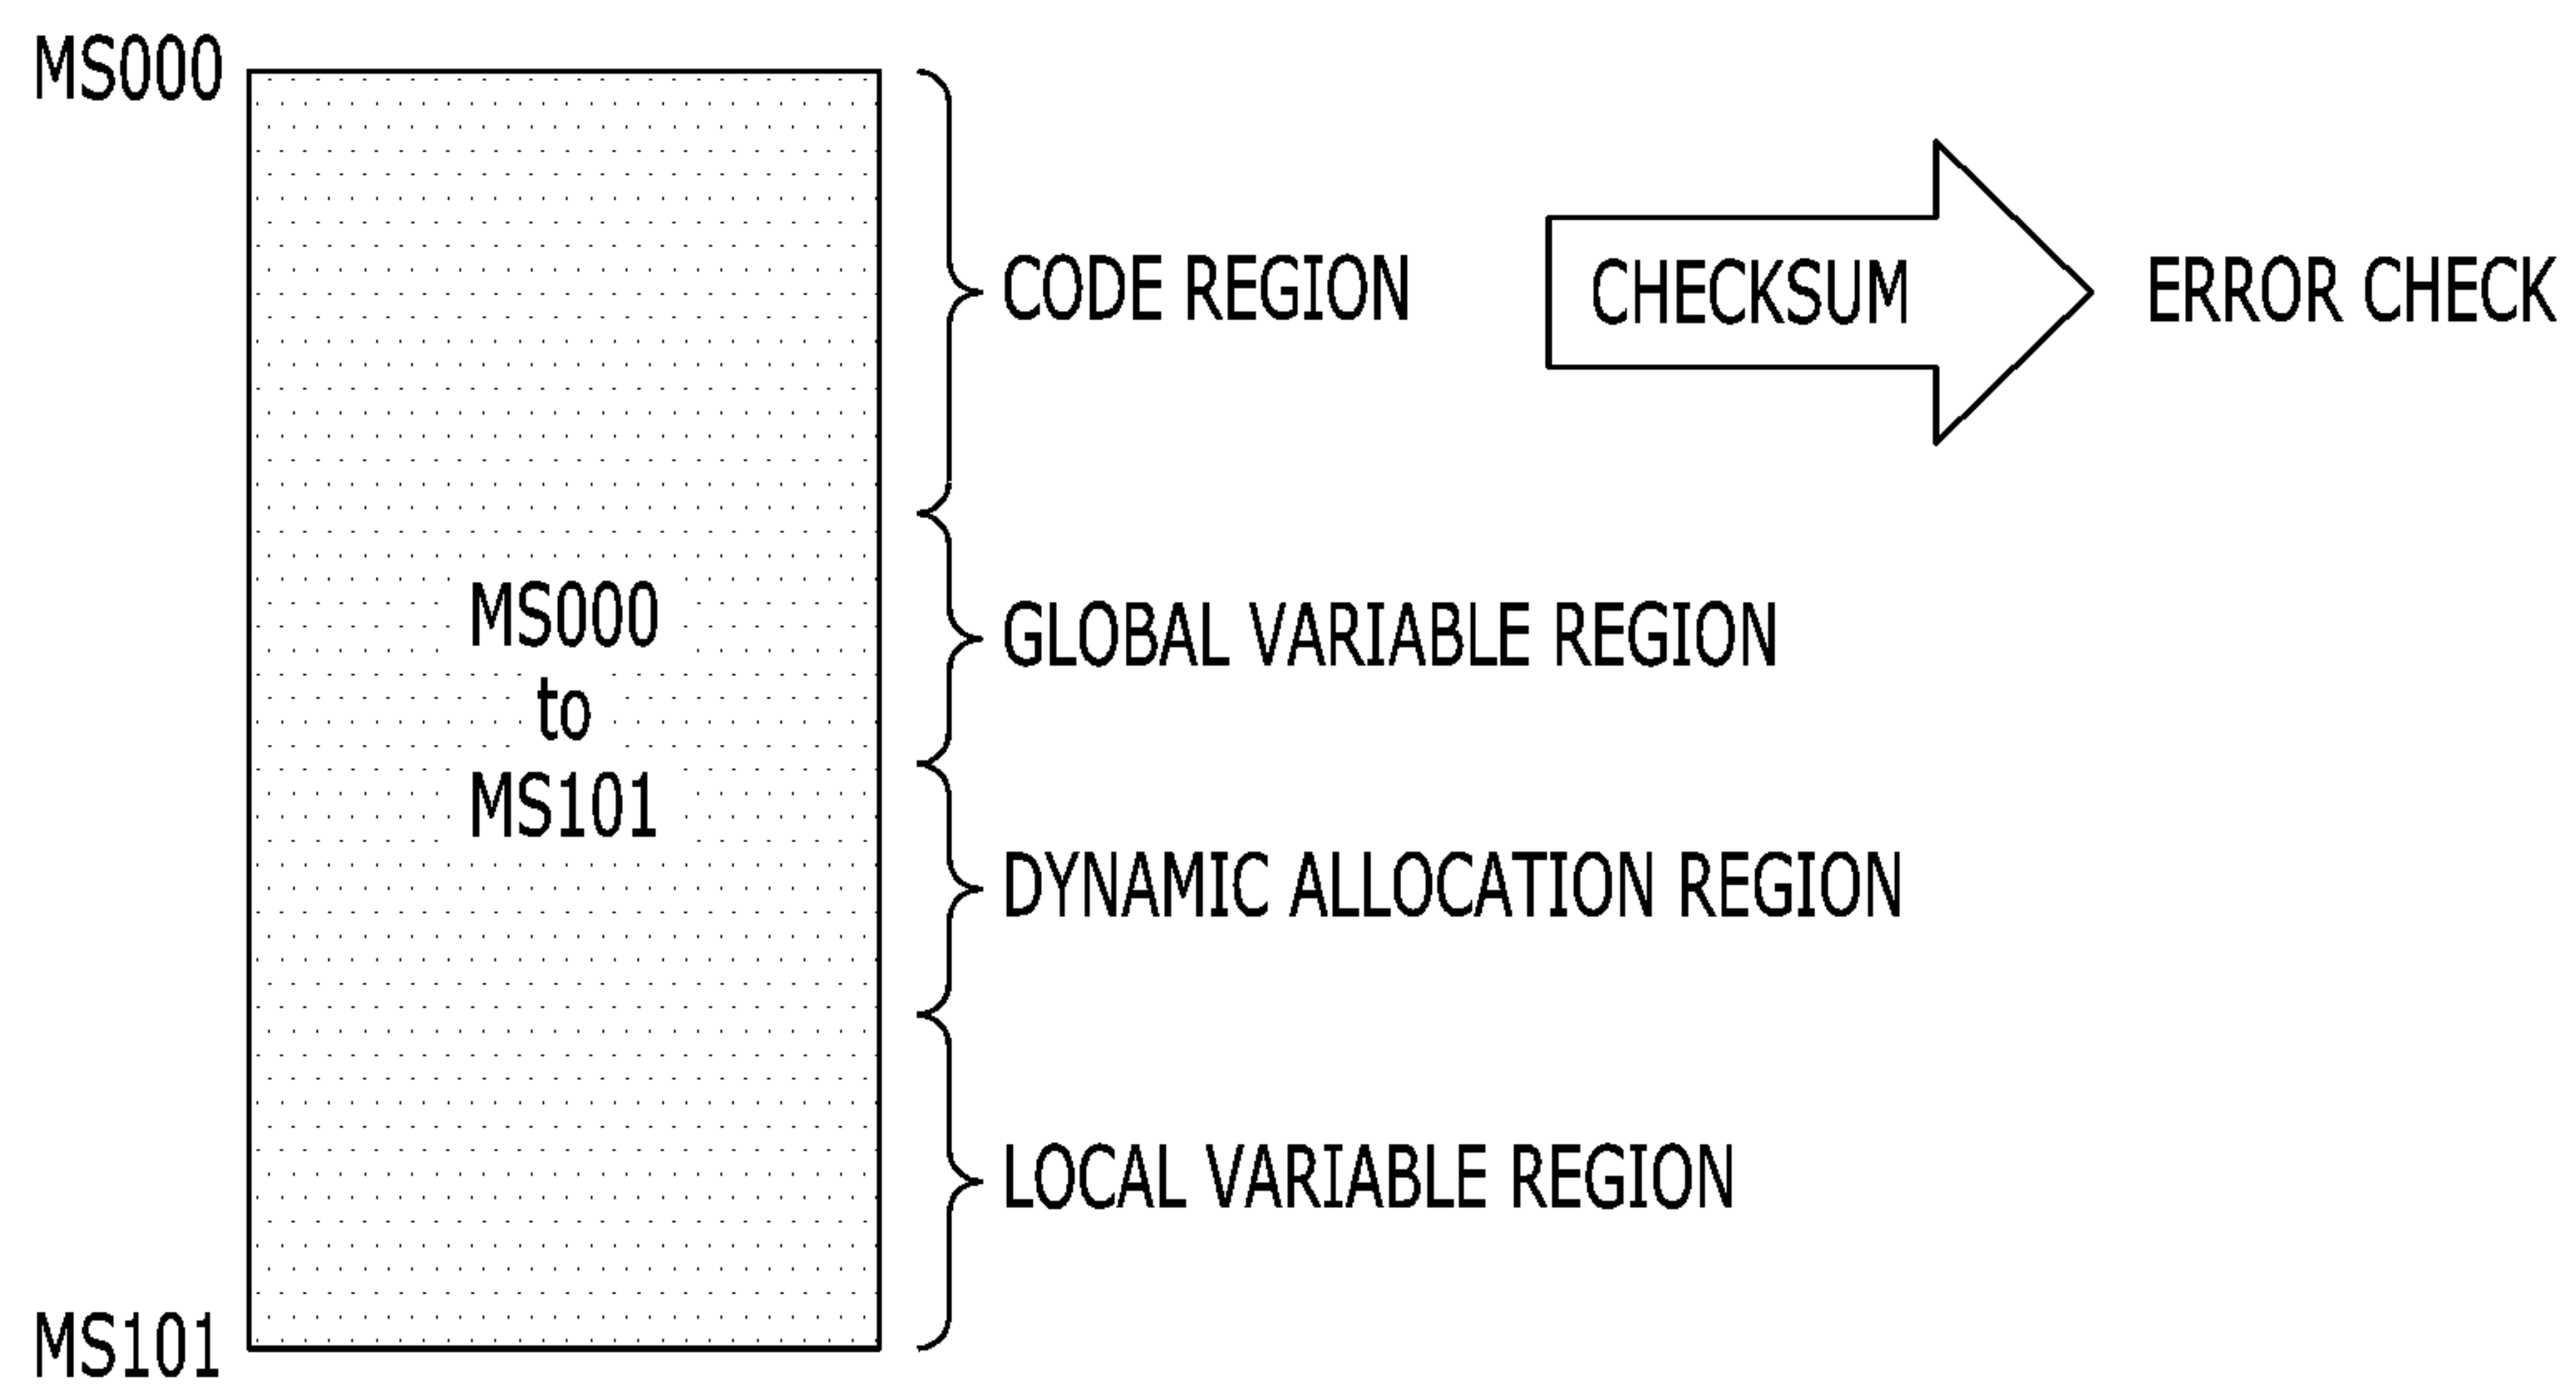 MS000
CODE REGION
CHECKSUM
ERROR CHECK
MS000
to
MS101
GLOBAL VARIABLE REGION
DYNAMIC ALLOCATION REGION
LOCAL VARIABLE REGION
MS101